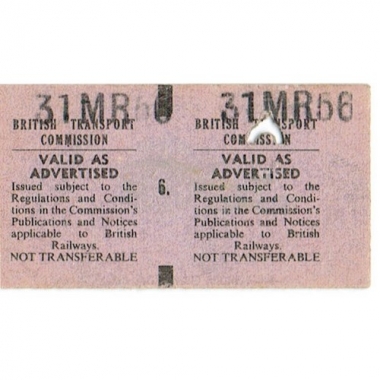 31MR56 31MR56
BRITISH TRANSPORT COMMISSION
VALID AS ADVERTISED
Issued subject to the
Regulations and Condi-
tions in the Commission's
Publications and Notices
applicable to British
Railways.
NOT TRANSFERABLE
6.
BRITISH TRANSPORT
COMMISSION
VALID AS
ADVERTISED
Issued subject to the
Regulations and Condi-
tions in the Commission's
Publications and Notices
applicable to British
Railways.
NOT TRANSFERABLE